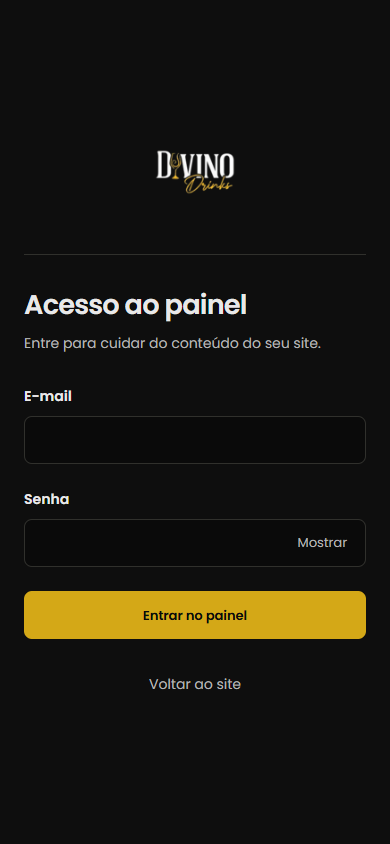 DIVINO
Drinks
Acesso ao painel
Entre para cuidar do conteúdo do seu site.
E-mail
Senha
Mostrar
Entrar no painel
Voltar ao site